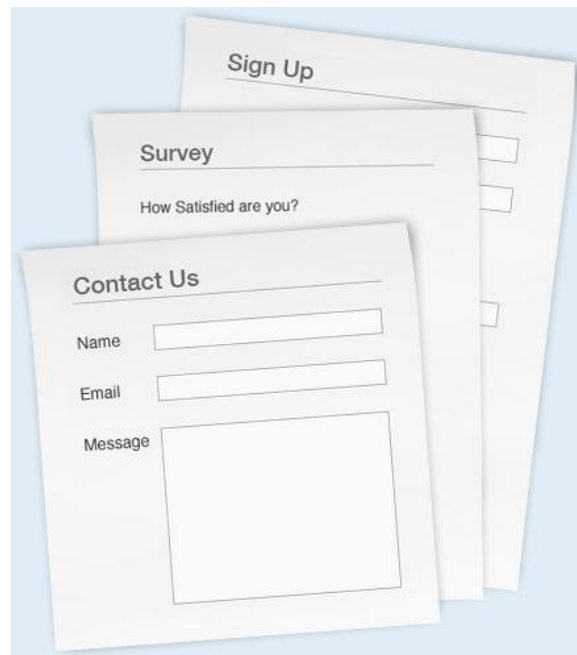 Sign Up
Survey
How Satisfied are you?
Contact Us
Name
Email
Message